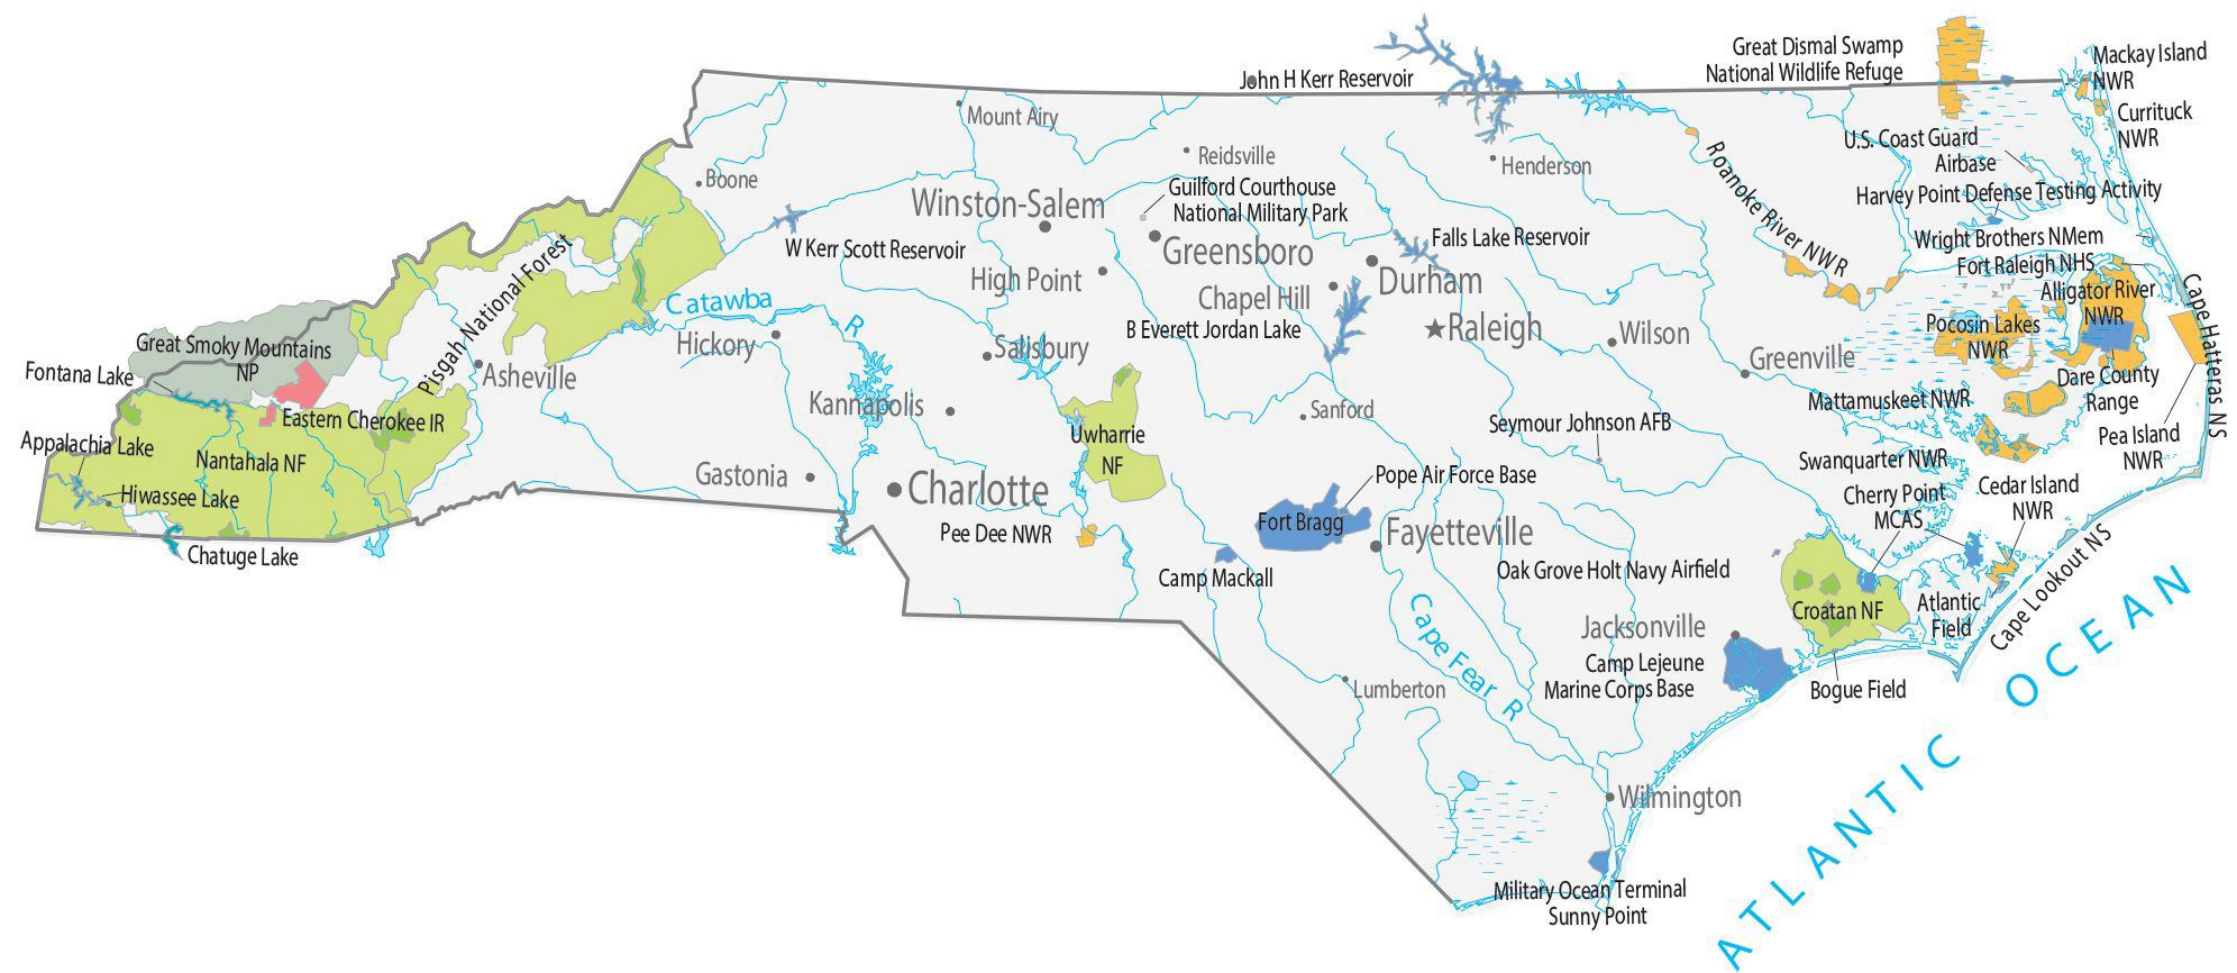 Great Dismal Swamp
National Wildlife Refuge
Mackay Island
NWR
John H Kerr Reservoir
Mount Airy
Currituck
NWR
U.S. Coast Guard
Airbase
Reidsville
Henderson
Roanoke River NWR
Boone
Guilford Courthouse
National Military Park
Harvey Point Defense Testing Activity
Winston-Salem
W Kerr Scott Reservoir
Greensboro
Falls Lake Reservoir
Wright Brothers NMem
Fort Raleigh NHS
High Point
Durham
Chapel Hill
Alligator River
NWR
Cape Hatteras NS
Pisgah National Forest
Catawba
R
B Everett Jordan Lake
Raleigh
Wilson
Pocosin Lakes
NWR
Hickory
Salisbury
Greenville
Great Smoky Mountains
NP
Fontana Lake
Asheville
Dare County
Range
Kannapolis
Sanford
Mattamuskeet NWR
Eastern Cherokee IR
Seymour Johnson AFB
Uwharrie
NF
Pea Island
NWR
Appalachia Lake
Nantahala NF
Swanquarter NWR
Gastonia
Charlotte
Pope Air Force Base
Cherry Point
MCAS
Cedar Island
NWR
Hiwassee Lake
Fort Bragg
Fayetteville
Pee Dee NWR
Chatuge Lake
Camp Mackall
Oak Grove Holt Navy Airfield
Cape Lookout NS
Croatan NF
Atlantic
Field
Cape Fear R
Jacksonville
Camp Lejeune
Marine Corps Base
Lumberton
Bogue Field
Wilmington
Military Ocean Terminal
Sunny Point
ATLANTIC OCEAN